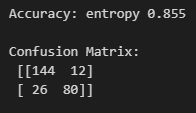 Accuracy: entropy 0.855
Confusion Matrix:
[[144 12]
[ 26 80]]